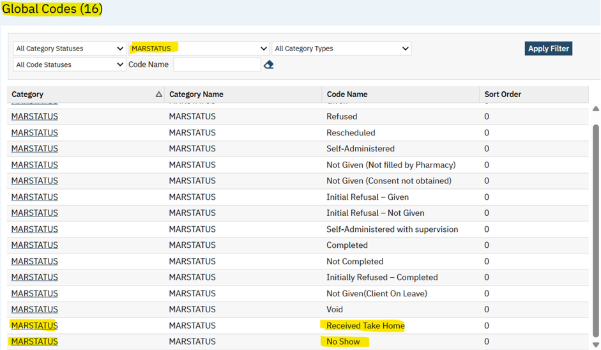 Global Codes (16)
All Category Statuses MARSTATUS All Category Types Apply Filter
All Code Statuses Code Name
Category Category Name Code Name Sort Order
MARSTATUS MARSTATUS Refused 0
MARSTATUS MARSTATUS Rescheduled 0
MARSTATUS MARSTATUS Self-Administered 0
MARSTATUS MARSTATUS Not Given (Not filled by Pharmacy) 0
MARSTATUS MARSTATUS Not Given (Consent not obtained) 0
MARSTATUS MARSTATUS Initial Refusal – Given 0
MARSTATUS MARSTATUS Initial Refusal – Not Given 0
MARSTATUS MARSTATUS Self-Administered with supervision 0
MARSTATUS MARSTATUS Completed 0
MARSTATUS MARSTATUS Not Completed 0
MARSTATUS MARSTATUS Initially Refused – Completed 0
MARSTATUS MARSTATUS Not Given(Client On Leave) 0
MARSTATUS MARSTATUS Void 0
MARSTATUS MARSTATUS Received Take Home 0
MARSTATUS MARSTATUS No Show 0